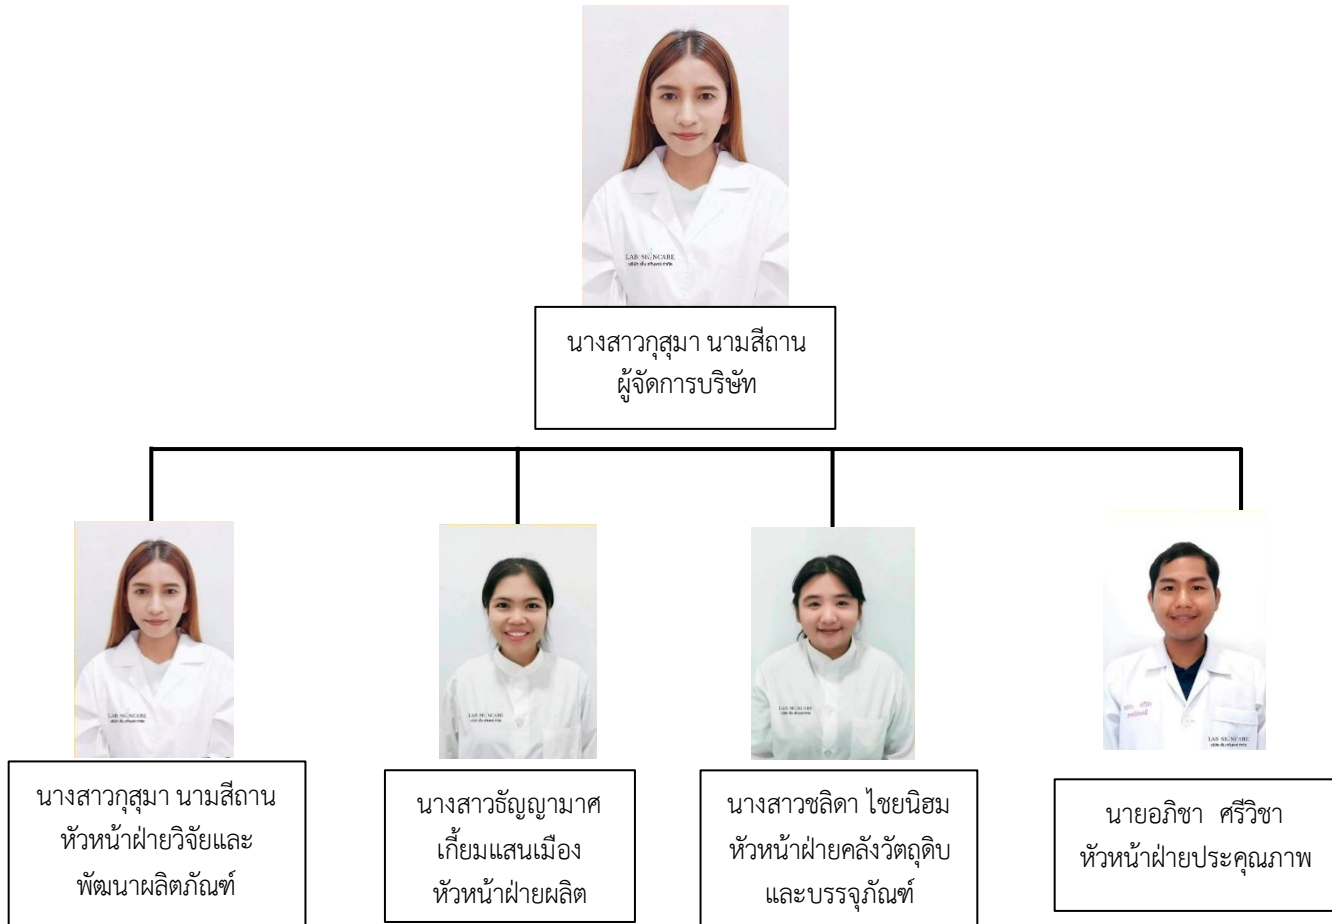 LAB SKINCARE
นางสาวกุสุมา นามสีถาน
ผู้จัดการบริษัท
LAB SKINCARE
LAB SKINCARE
LAB SKINCARE
LAB SKINCARE
นางสาวกุสุมา นามสีถาน
หัวหน้าฝ่ายวิจัยและ
พัฒนาผลิตภัณฑ์
นางสาวธัญญามาศ
เกี้ยมแสนเมือง
หัวหน้าฝ่ายผลิต
นางสาวชลิดา ไชยนิฮม
หัวหน้าฝ่ายคลังวัตถุดิบ
และบรรจุภัณฑ์
นายอภิชา ศรีวิชา
หัวหน้าฝ่ายประคุณภาพ